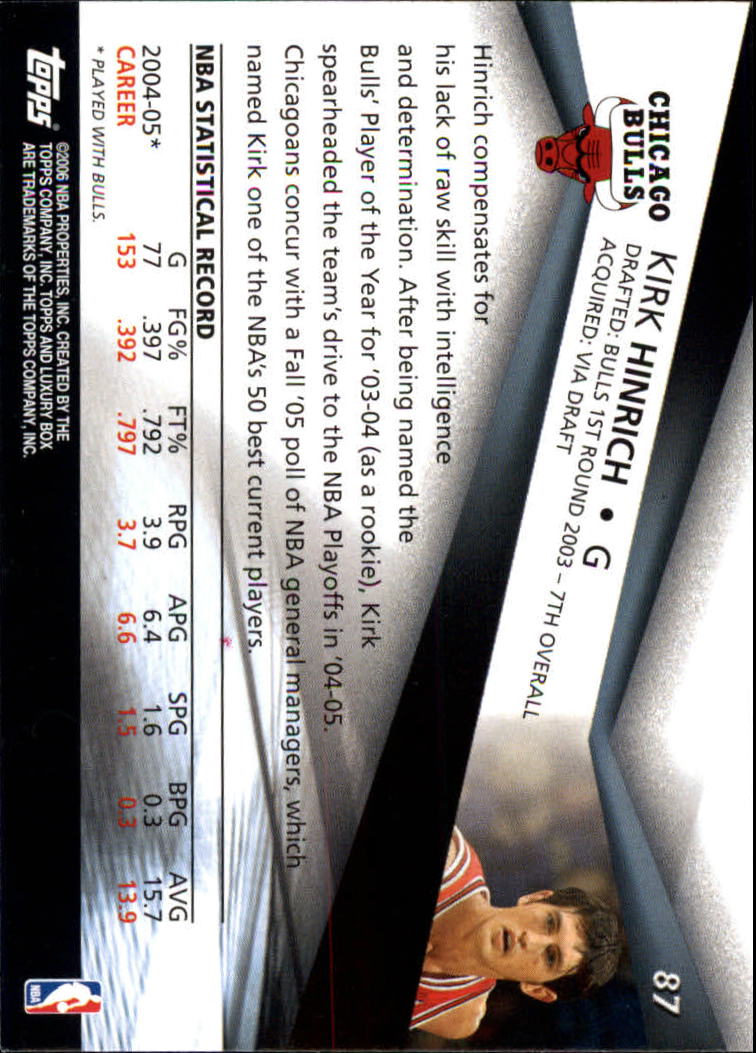 87
CHICAGO
BULLS
KIRK HINRICH • G
DRAFTED: BULLS 1ST ROUND 2003 – 7TH OVERALL
ACQUIRED: VIA DRAFT
Hinrich compensates for
his lack of raw skill with intelligence
and determination. After being named the
Bulls' Player of the Year for '03-04 (as a rookie), Kirk
spearheaded the team's drive to the NBA Playoffs in '04-05.
Chicagoans concur with a Fall '05 poll of NBA general managers, which
named Kirk one of the NBA's 50 best current players.
NBA STATISTICAL RECORD
G FG% FT% RPG APG SPG BPG AVG
2004-05* 77 .397 .792 3.9 6.4 1.6 0.3 15.7
CAREER 153 .392 .797 3.7 6.6 1.5 0.3 13.9
* PLAYED WITH BULLS.
topps®
©2006 NBA PROPERTIES, INC. CREATED BY THE
TOPPS COMPANY, INC. TOPPS AND LUXURY BOX
ARE TRADEMARKS OF THE TOPPS COMPANY, INC.
NBA